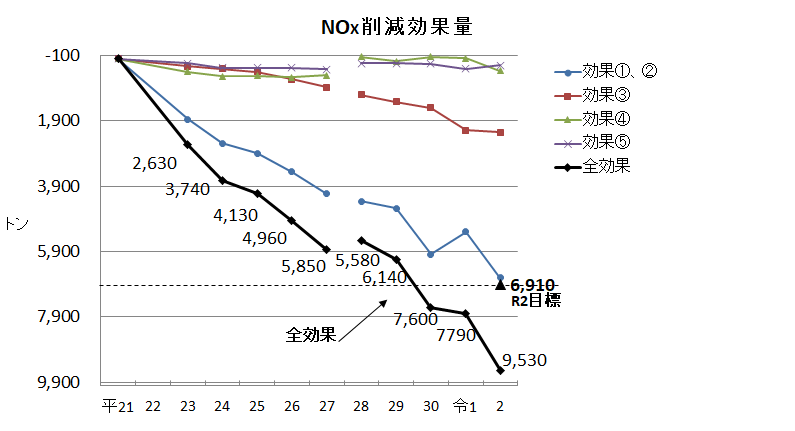 NOx削減効果量
-100
1,900
3,900
5,900
7,900
9,900
トン
2,630
3,740
4,130
4,960
5,850
5,580
6,140
7,600
7790
9,530
6,910
R2目標
全効果
平21 22 23 24 25 26 27 28 29 30 令1 2
効果①、②
効果③
効果④
効果⑤
全効果